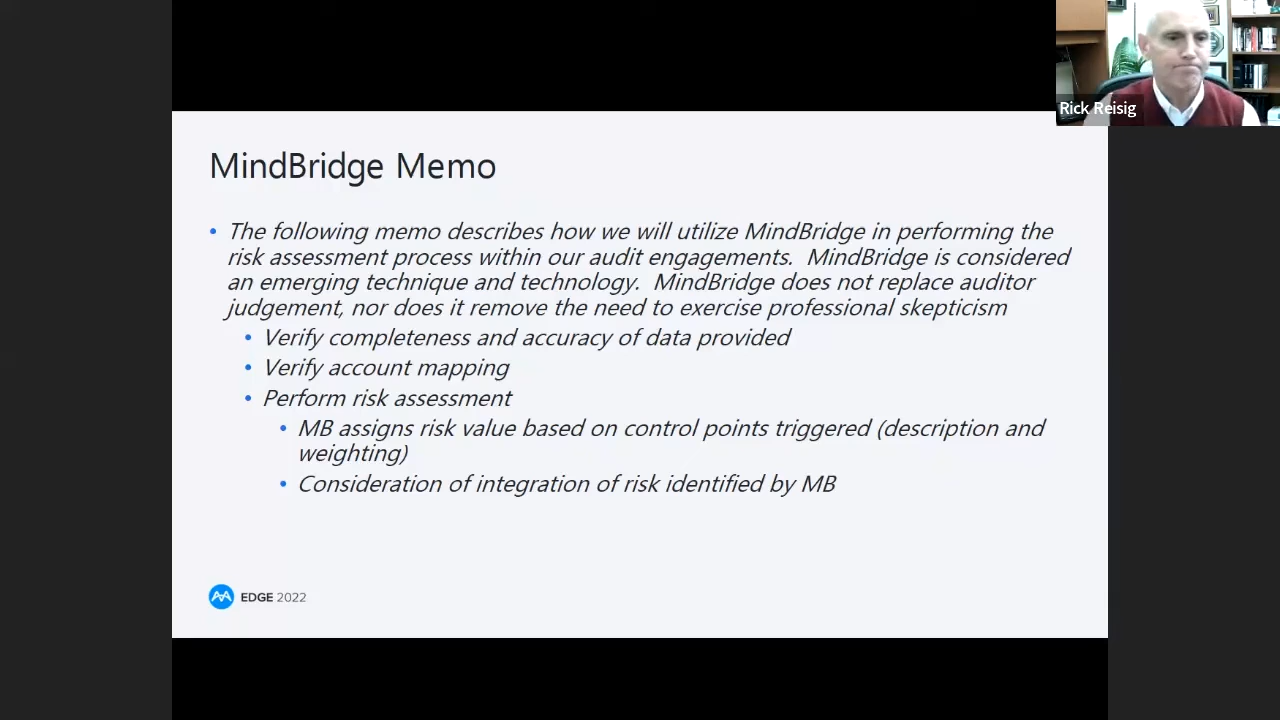 Rick Reisig
MindBridge Memo
• The following memo describes how we will utilize MindBridge in performing the
risk assessment process within our audit engagements.  MindBridge is considered
an emerging technique and technology.  MindBridge does not replace auditor
judgement, nor does it remove the need to exercise professional skepticism
• Verify completeness and accuracy of data provided
• Verify account mapping
• Perform risk assessment
• MB assigns risk value based on control points triggered (description and
weighting)
• Consideration of integration of risk identified by MB
EDGE 2022